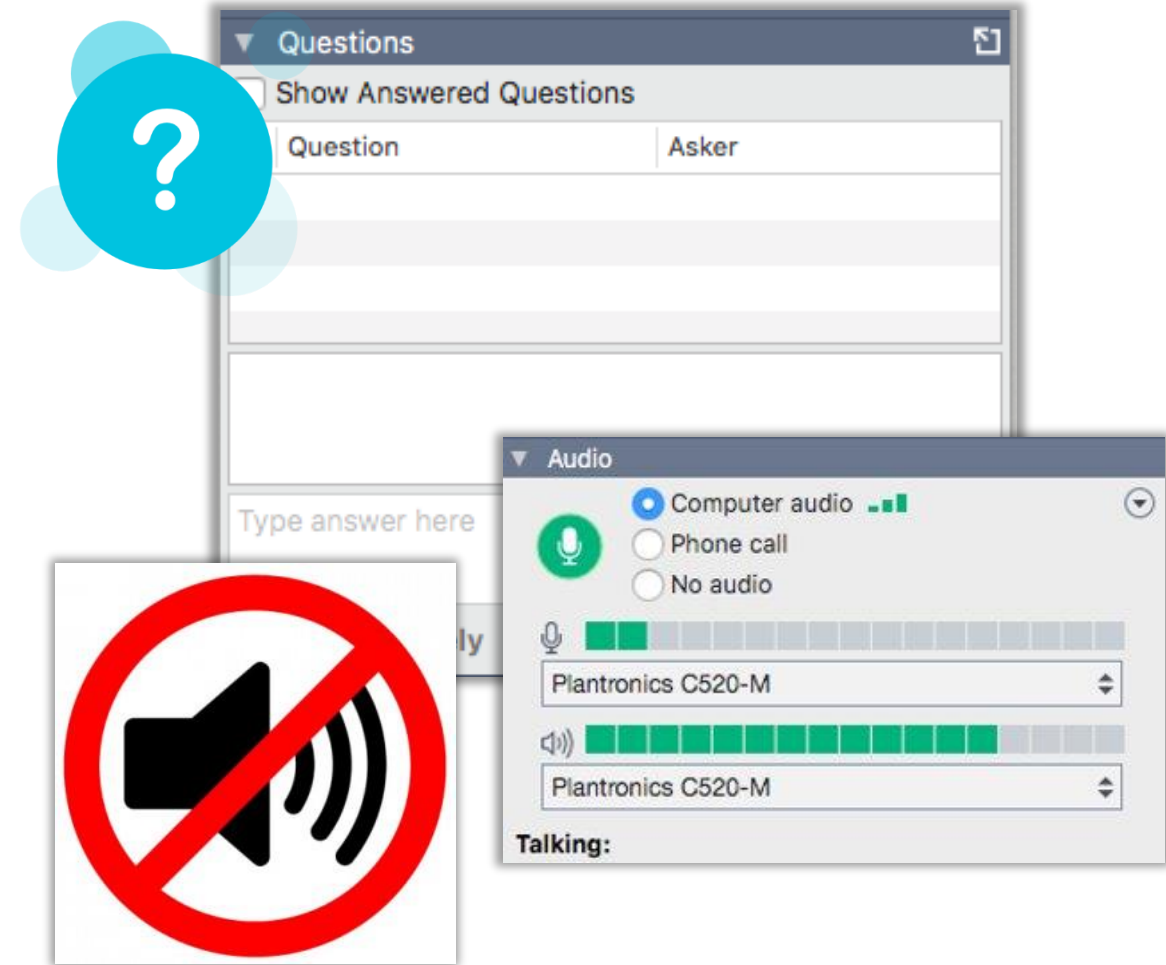 ?
Questions
Show Answered Questions
Question Asker
Type answer here
ly
Audio
Computer audio
Phone call
No audio
Plantronics C520-M
Plantronics C520-M
Talking: